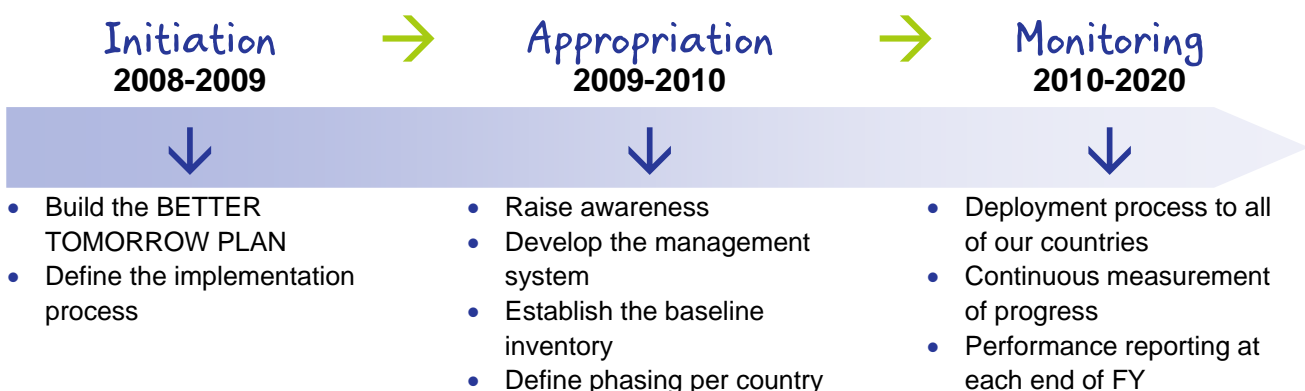 Initiation → Appropriation → Monitoring
2008-2009 2009-2010 2010-2020
• Build the BETTER
TOMORROW PLAN
• Define the implementation
process
• Raise awareness
• Develop the management
system
• Establish the baseline
inventory
• Define phasing per country
• Deployment process to all
of our countries
• Continuous measurement
of progress
• Performance reporting at
each end of FY